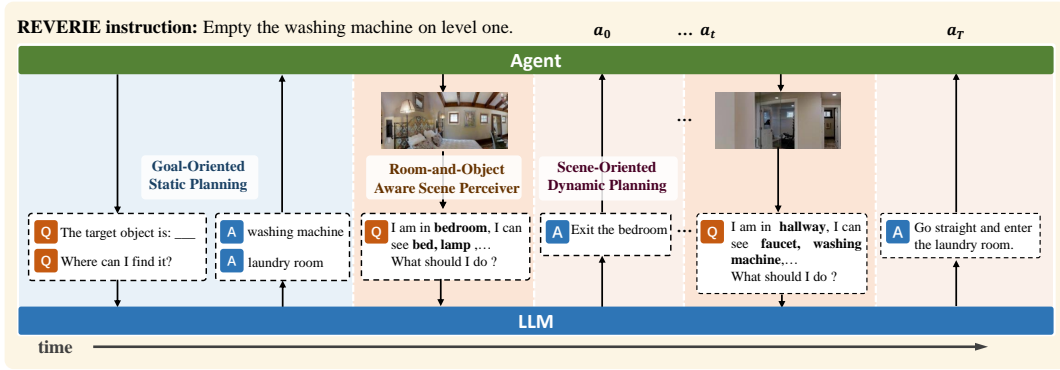 REVERIE instruction: Empty the washing machine on level one.
a0 ... at aT
Agent
Goal-Oriented
Static Planning
Room-and-Object
Aware Scene Perceiver
Scene-Oriented
Dynamic Planning
...
Q The target object is: ___
Q Where can I find it?
A washing machine
A laundry room
Q I am in bedroom, I can
see bed, lamp ,...
What should I do ?
A Exit the bedroom
...
Q I am in hallway, I can
see faucet, washing
machine,...
What should I do ?
A Go straight and enter
the laundry room.
LLM
time